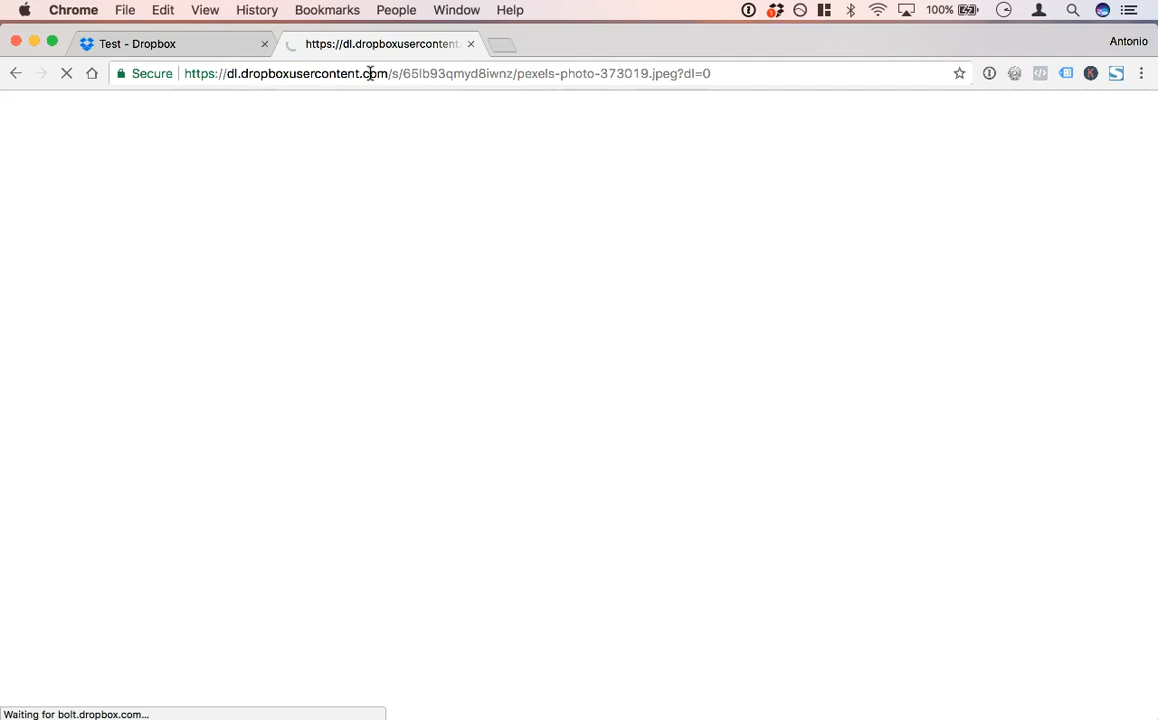 Chrome File Edit View History Bookmarks People Window Help 100%
Test - Dropbox https://dl.dropboxusercontent. Antonio
Secure https://dl.dropboxusercontent.com/s/65lb93qmyd8iwnz/pexels-photo-373019.jpeg?dl=0
Waiting for bolt.dropbox.com...